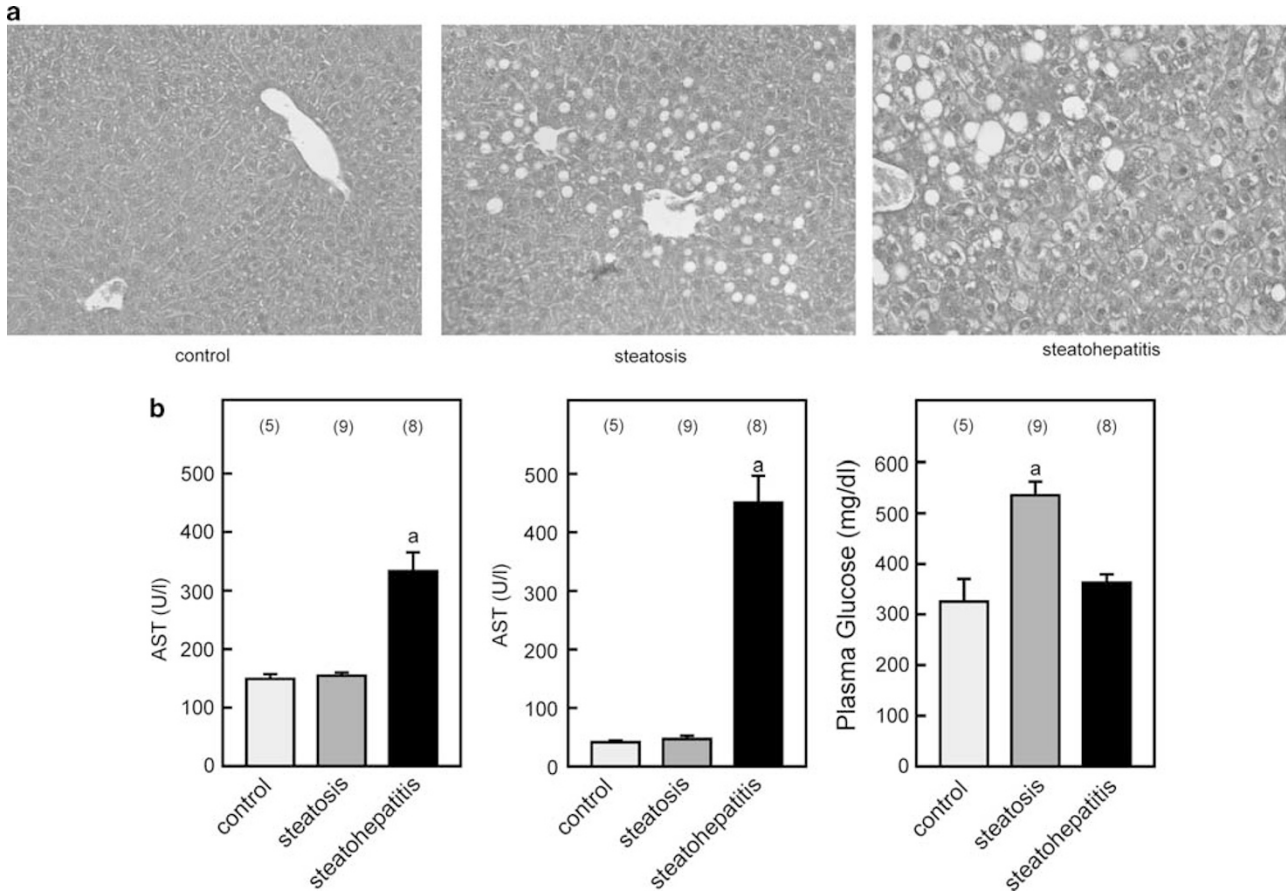 a
control
steatosis
steatohepatitis
b
AST (U/l)
500
400
300
200
100
0
(5)
(9)
(8)
a
control
steatosis
steatohepatitis
AST (U/l)
500
400
300
200
100
0
(5)
(9)
(8)
a
control
steatosis
steatohepatitis
Plasma Glucose (mg/dl)
600
500
400
300
200
100
0
(5)
(9)
(8)
a
control
steatosis
steatohepatitis